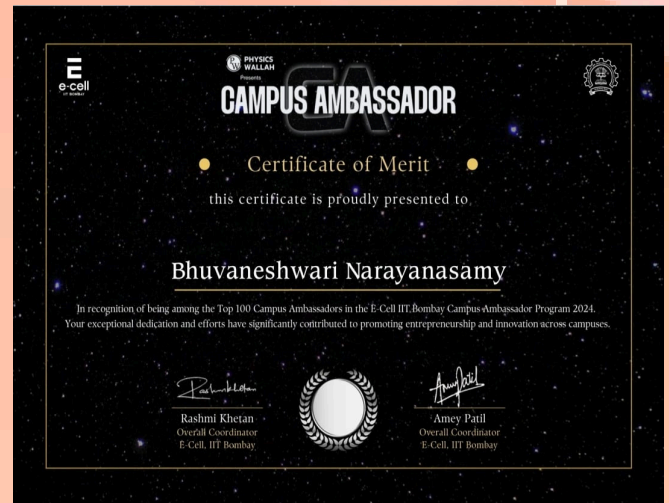 e-cell
IIT BOMBAY
PHYSICS
WALLAH
Presents
CAMPUS AMBASSADOR
Certificate of Merit
this certificate is proudly presented to
Bhuvaneshwari Narayanasamy
In recognition of being among the Top 100 Campus Ambassadors in the E-Cell IIT Bombay Campus Ambassador Program 2024.
Your exceptional dedication and efforts have significantly contributed to promoting entrepreneurship and innovation across campuses.
Rashmi Khetan
Overall Coordinator
E-Cell, IIT Bombay
Amey Patil
Overall Coordinator
E-Cell, IIT Bombay